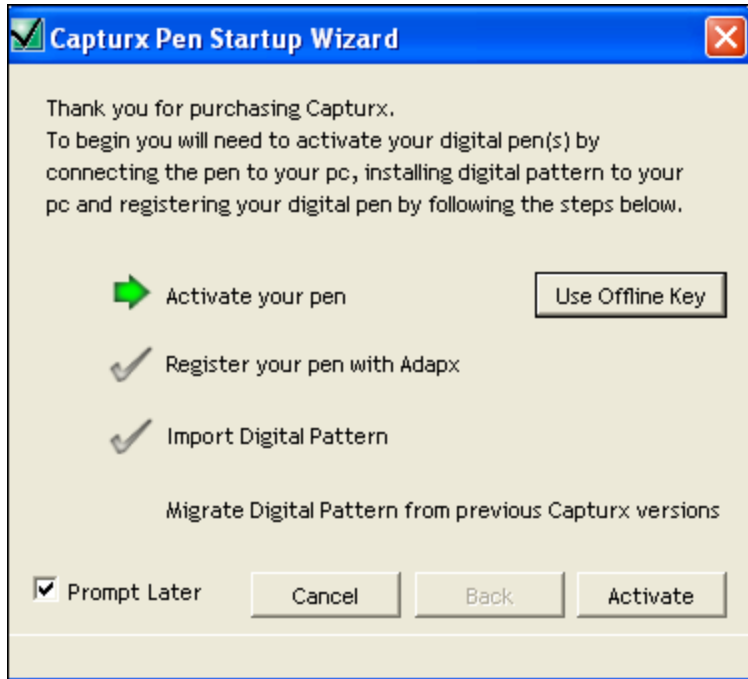 Capturx Pen Startup Wizard
Thank you for purchasing Capturx.
To begin you will need to activate your digital pen(s) by
connecting the pen to your pc, installing digital pattern to your
pc and registering your digital pen by following the steps below.
Activate your pen
Use Offline Key
Register your pen with Adapx
Import Digital Pattern
Migrate Digital Pattern from previous Capturx versions
Prompt Later
Cancel
Back
Activate